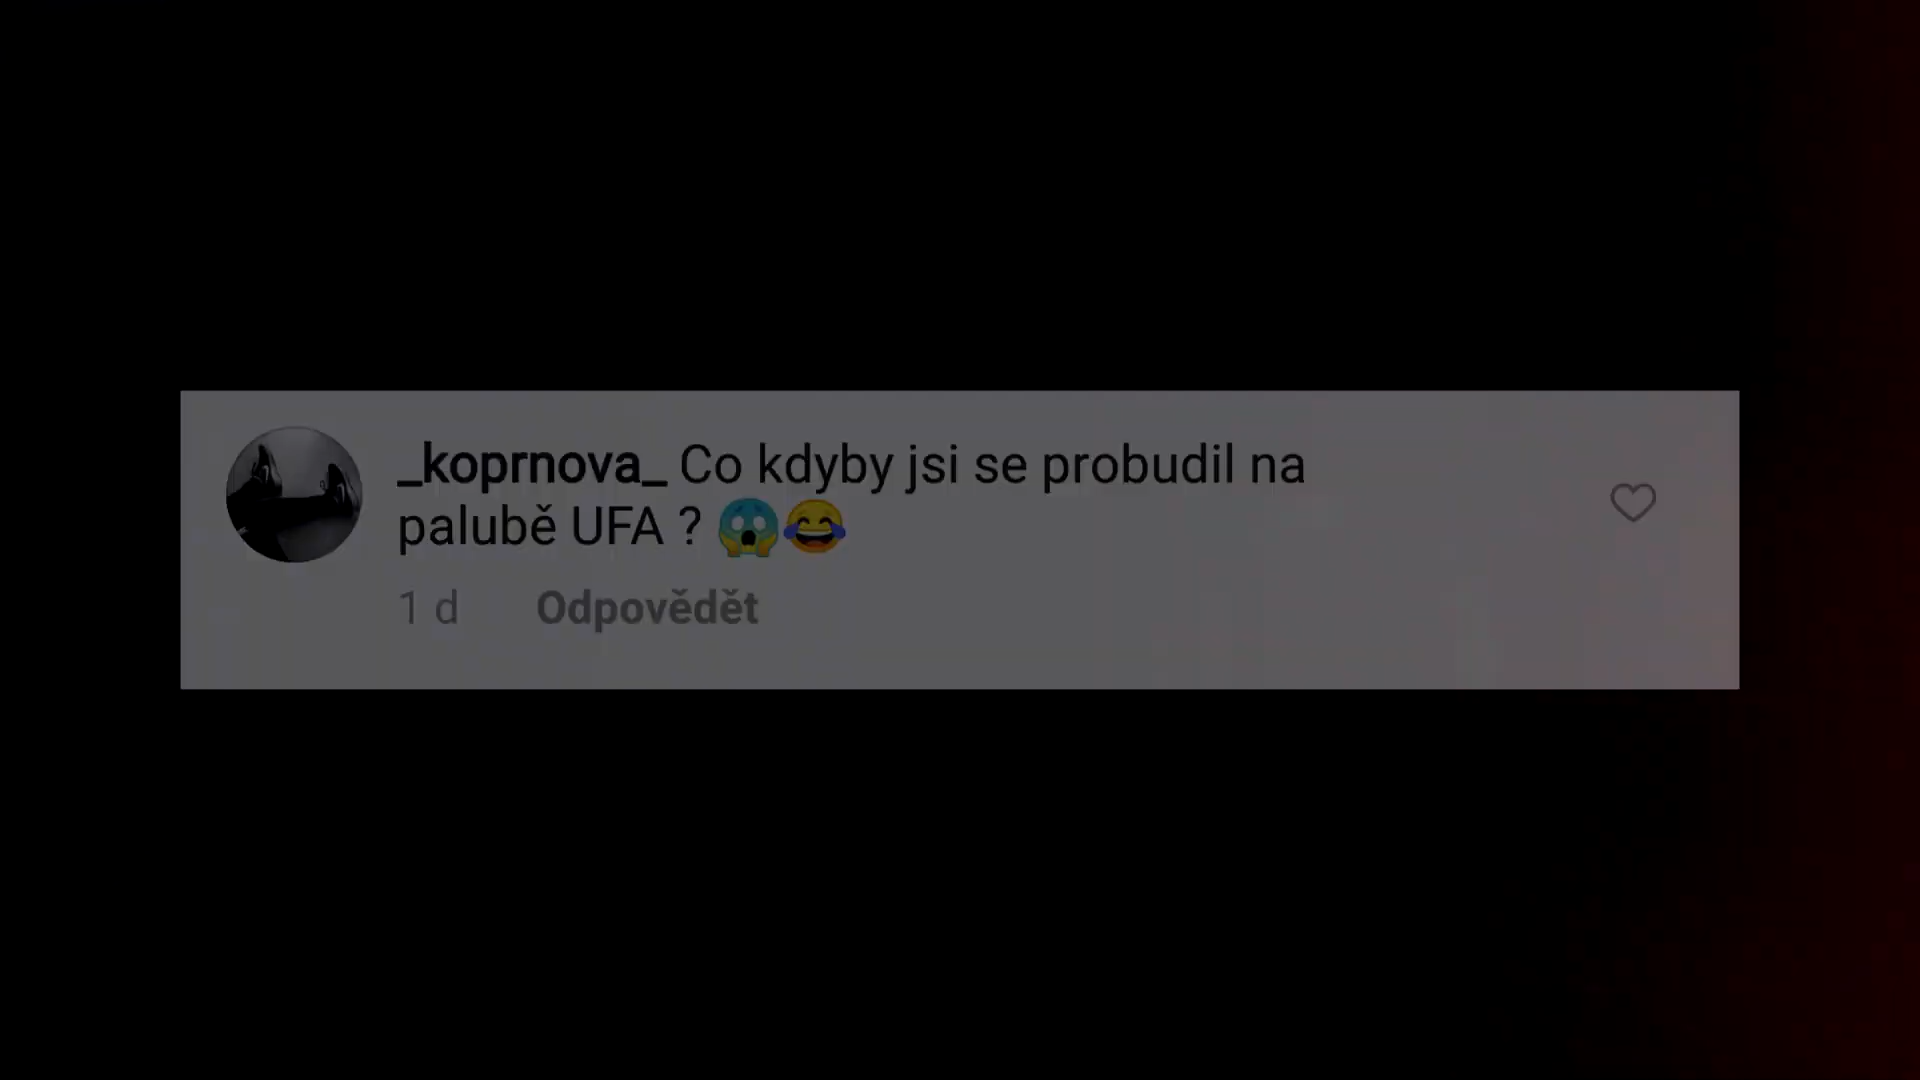 _koprnova_ Co kdyby jsi se probudil na
palubě UFA ? 😱😂
1 d Odpovědět